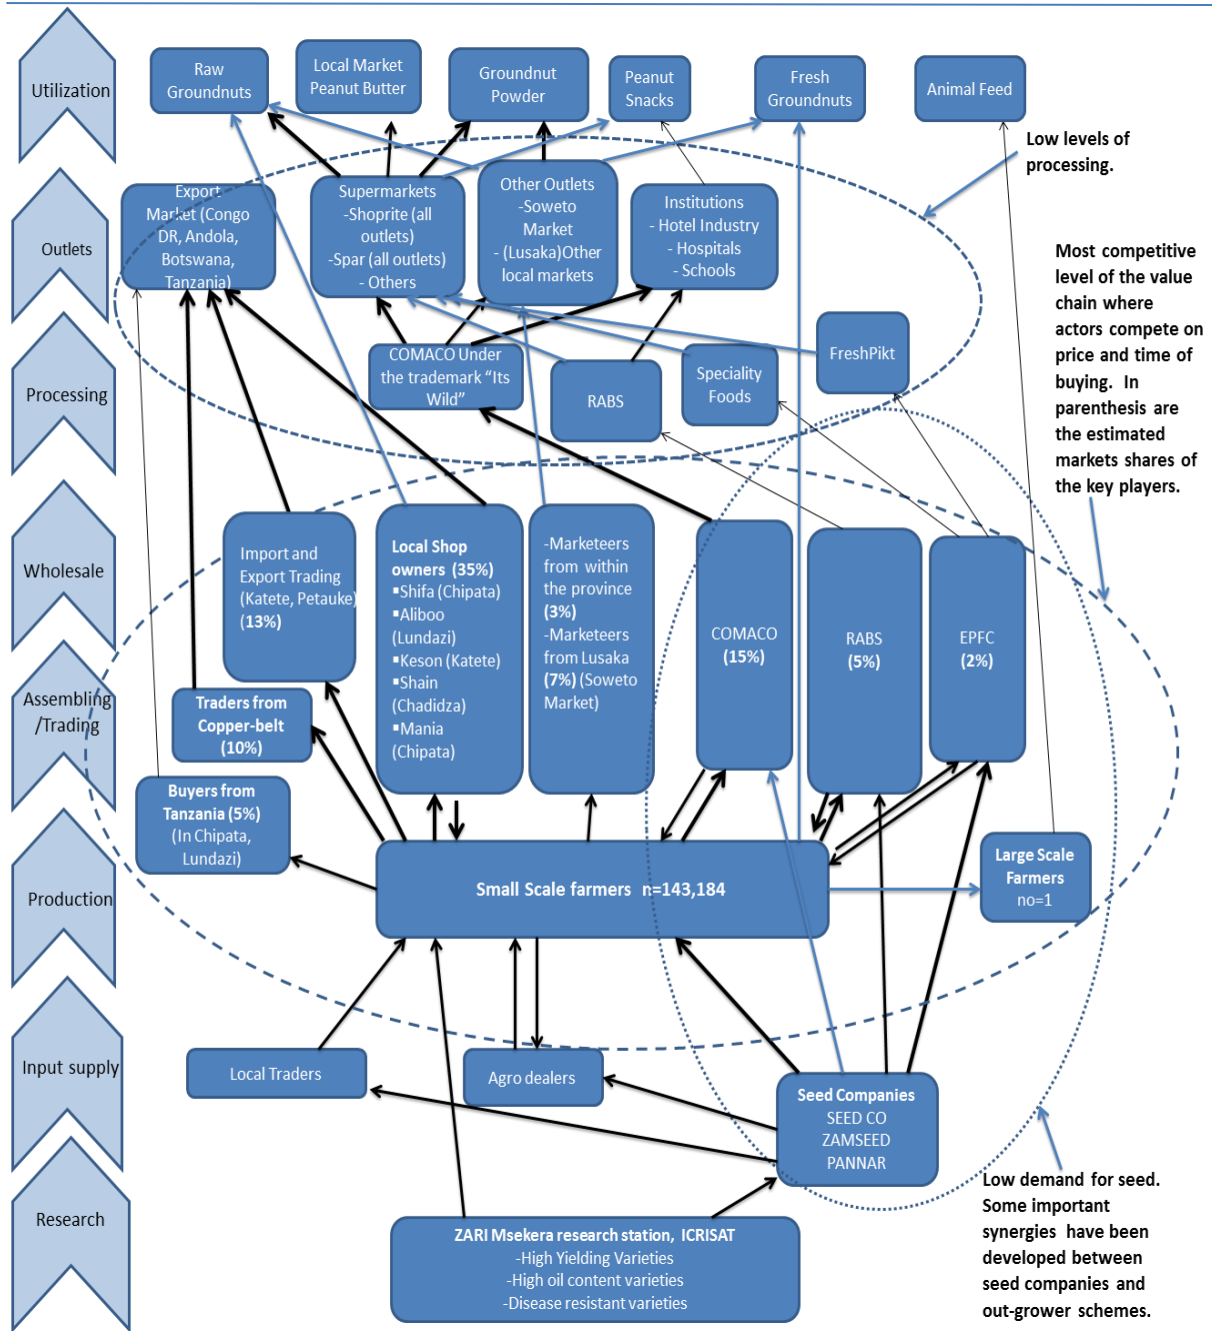 Utilization
Raw
Groundnuts
Local Market
Peanut Butter
Groundnut
Powder
Peanut
Snacks
Fresh
Groundnuts
Animal Feed
Low levels of
processing.
Outlets
Export
Market (Congo
DR, Andola,
Botswana,
Tanzania)
Supermarkets
-Shoprite (all
outlets)
-Spar (all outlets)
- Others
Other Outlets
-Soweto
Market
- (Lusaka)Other
local markets
Institutions
- Hotel Industry
- Hospitals
- Schools
Most competitive
level of the value
chain where
actors compete on
price and time of
buying. In
parenthesis are
the estimated
markets shares of
the key players.
Processing
COMACO Under
the trademark “Its
Wild”
RABS
Speciality
Foods
FreshPikt
Wholesale
Import and
Export Trading
(Katete, Petauke)
(13%)
Local Shop
owners (35%)
▪Shifa (Chipata)
▪Aliboo
(Lundazi)
▪Keson (Katete)
▪Shain
(Chadidza)
▪Mania
(Chipata)
-Marketeers
from within
the province
(3%)
-Marketeers
from Lusaka
(7%) (Soweto
Market)
COMACO
(15%)
RABS
(5%)
EPFC
(2%)
Assembling
/Trading
Traders from
Copper-belt
(10%)
Buyers from
Tanzania (5%)
(In Chipata,
Lundazi)
Production
Small Scale farmers n=143,184
Large Scale
Farmers
no=1
Input supply
Local Traders
Agro dealers
Seed Companies
SEED CO
ZAMSEED
PANNAR
Low demand for seed.
Some important
synergies have been
developed between
seed companies and
out-grower schemes.
Research
ZARI Msekera research station, ICRISAT
-High Yielding Varieties
-High oil content varieties
-Disease resistant varieties